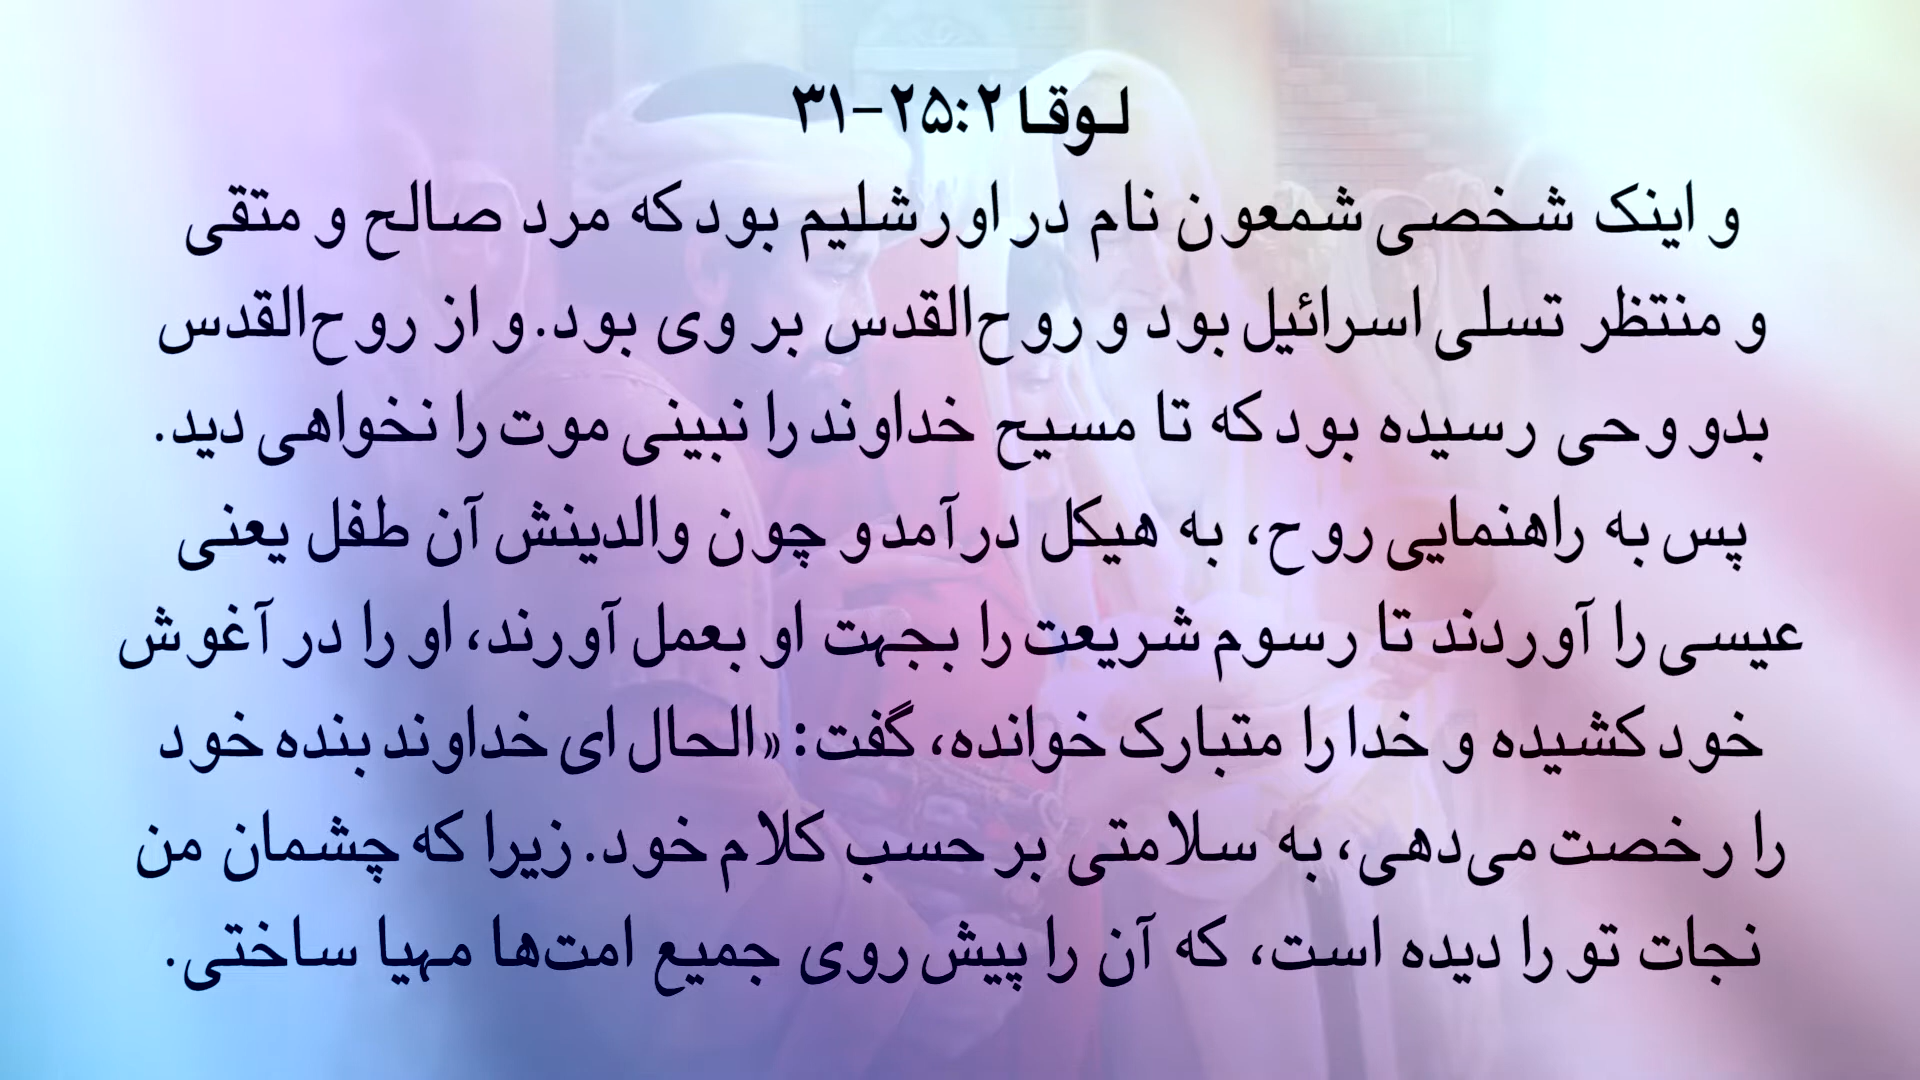 لوقا ۲:‏۲۵-۳۱
و اینک شخصی شمعون نام در اورشلیم بود که مرد صالح و متقی
و منتظر تسلی اسرائیل بود و روح‌القدس بر وی بود. و از روح‌القدس
بدو وحی رسیده بود که تا مسیح خداوند را نبینی موت را نخواهی دید.
پس به راهنمایی روح، به هیکل درآمد و چون والدینش آن طفل یعنی
عیسی را آوردند تا رسوم شریعت را بجهت او بعمل آورند، او را در آغوش
خود کشیده و خدا را متبارک خوانده، گفت: «الحال ای خداوند بنده خود
را رخصت می‌دهی، به سلامتی بر حسب کلام خود. زیرا که چشمان من
نجات تو را دیده است، که آن را پیش روی جمیع امت‌ها مهیا ساختی.